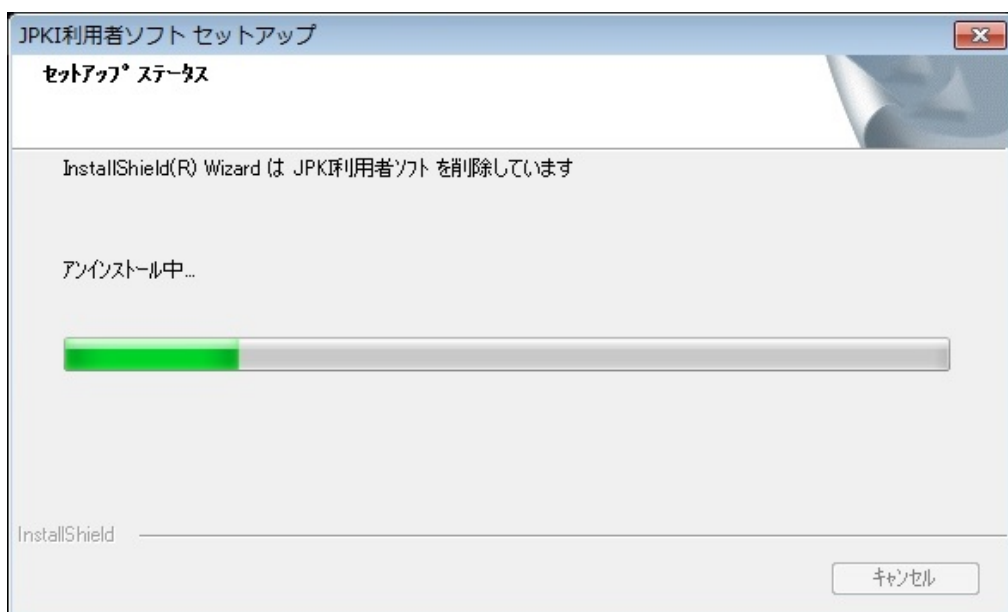 JPKI利用者ソフト セットアップ
セットアップ ステータス
InstallShield(R) Wizard は JPKI利用者ソフト を削除しています
アンインストール中...
InstallShield
キャンセル